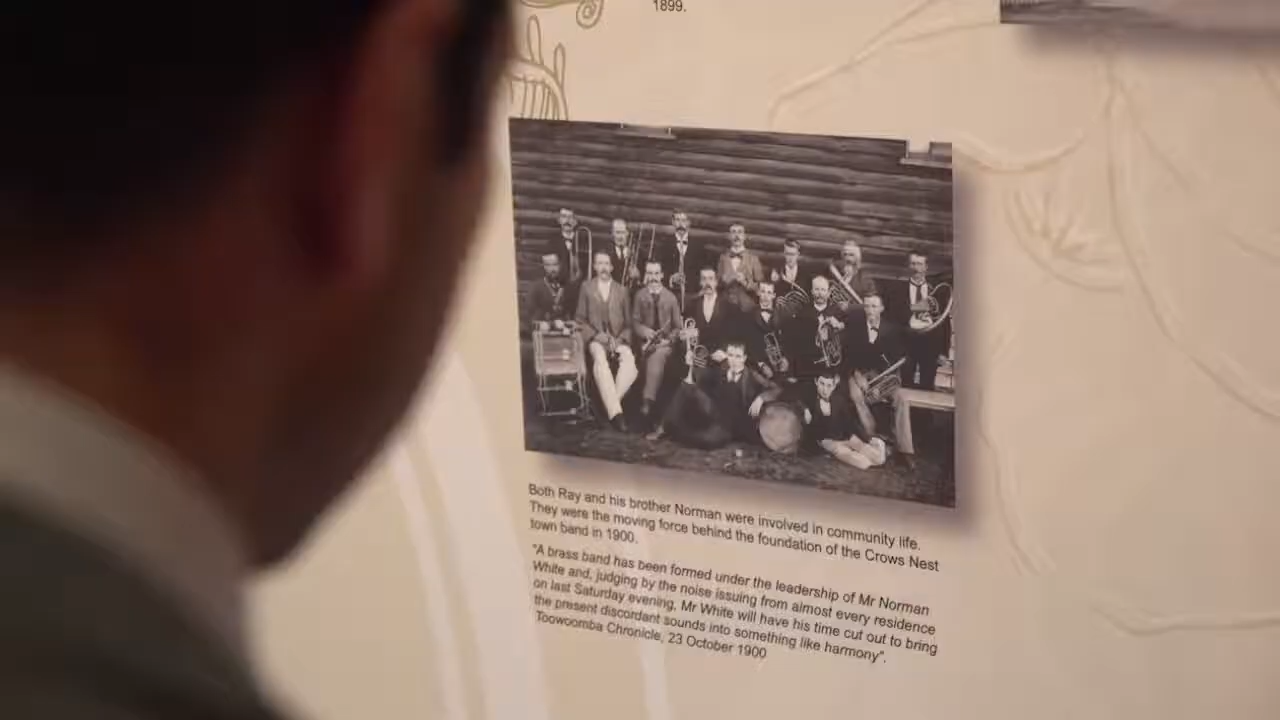 1899.
Both Ray and his brother Norman were involved in community life.
They were the moving force behind the foundation of the Crows Nest
town band in 1900.
"A brass band has been formed under the leadership of Mr Norman
White and, judging by the noise issuing from almost every residence
on last Saturday evening, Mr White will have his time cut out to bring
the present discordant sounds into something like harmony".
Toowoomba Chronicle, 23 October 1900